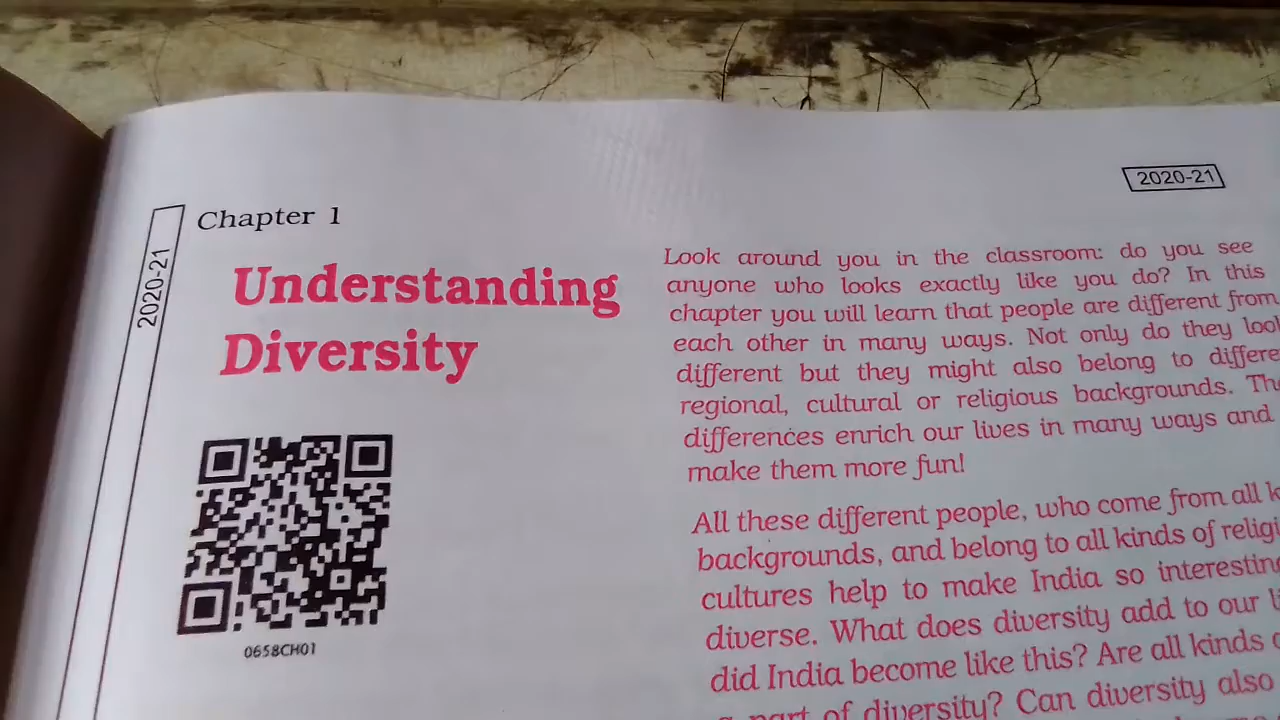 2020-21
2020-21
Chapter 1
Understanding
Diversity
0658CH01
Look around you in the classroom: do you see
anyone who looks exactly like you do? In this
chapter you will learn that people are different from
each other in many ways. Not only do they
different but they might also belong to
regional, cultural or religious backgrounds.
differences enrich our lives in many ways and
make them more fun!
All these different people, who come from all
backgrounds, and belong to all kinds of
cultures help to make India so
diverse. What does diversity add to our
did India become like this? Are all kinds
part of diversity? Can diversity also